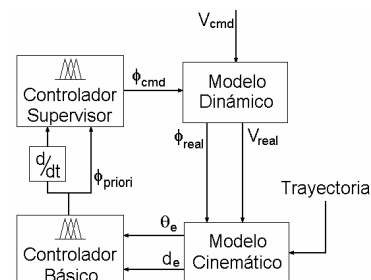 Vcmd
Controlador
Supervisor
ϕcmd
Modelo
Dinámico
d/dt
ϕpriori
ϕreal
Vreal
Trayectoria
Controlador
Básico
θe
de
Modelo
Cinemático